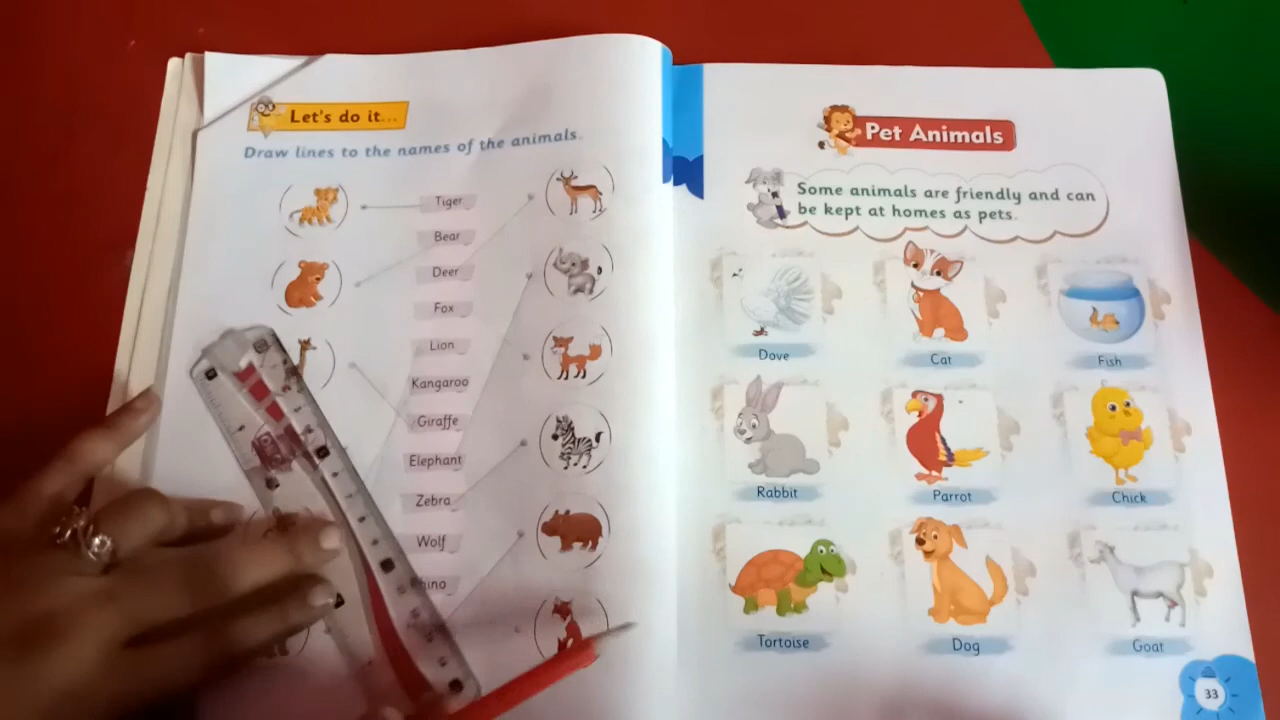 Let's do it...
Draw lines to the names of the animals.
Tiger
Bear
Deer
Fox
Lion
Kangaroo
Giraffe
Elephant
Zebra
Wolf
Pet Animals
Some animals are friendly and can
be kept at homes as pets.
Dove
Cat
Fish
Rabbit
Parrot
Chick
Tortoise
Dog
Goat
33